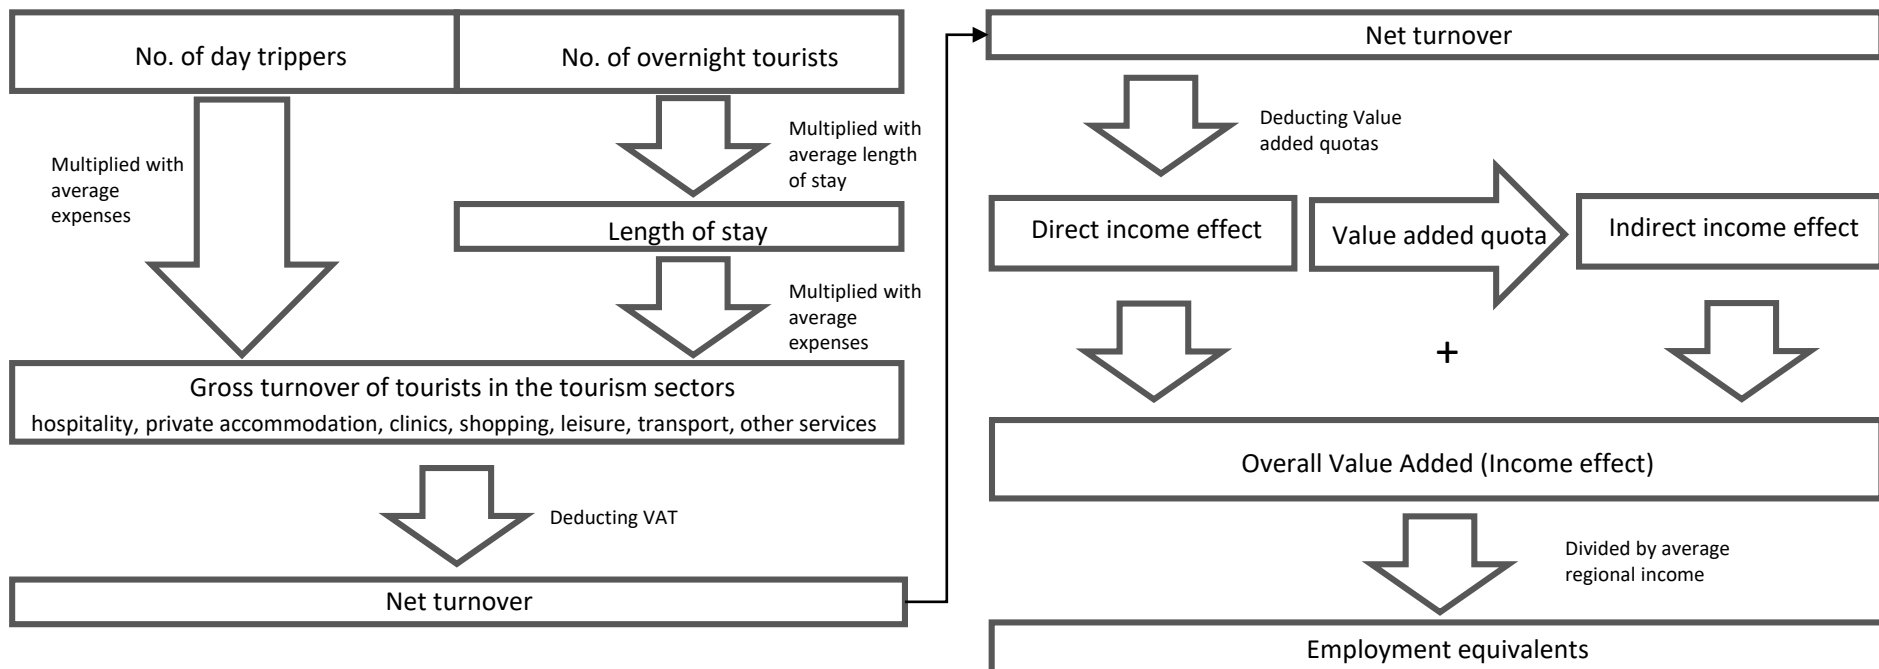 No. of day trippers
No. of overnight tourists
Multiplied with
average
expenses
Multiplied with
average length
of stay
Length of stay
Multiplied with
average
expenses
Gross turnover of tourists in the tourism sectors
hospitality, private accommodation, clinics, shopping, leisure, transport, other services
Deducting VAT
Net turnover
Net turnover
Deducting Value
added quotas
Direct income effect
Value added quota
Indirect income effect
+
Overall Value Added (Income effect)
Divided by average
regional income
Employment equivalents